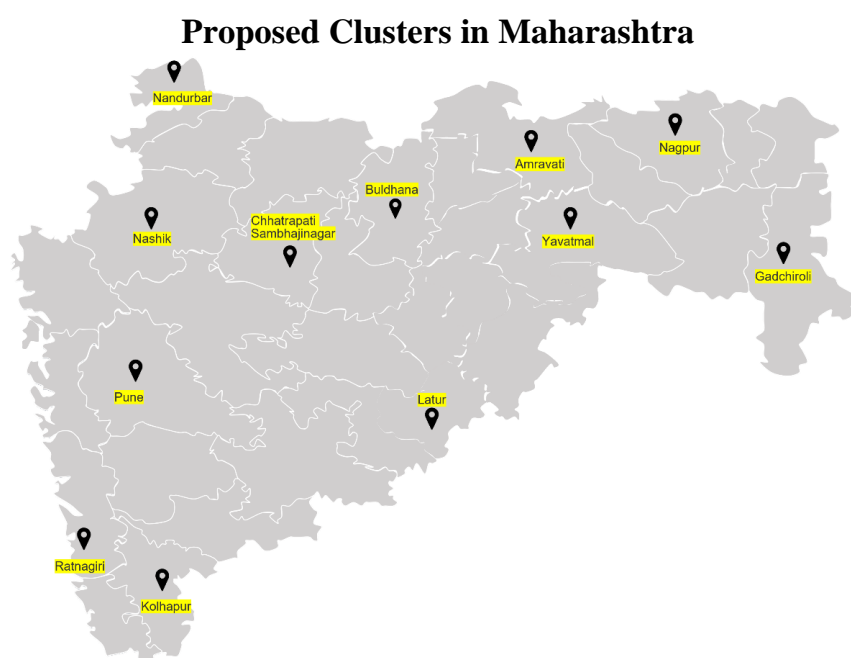 Proposed Clusters in Maharashtra
Nandurbar
Nagpur
Amravati
Buldhana
Chhatrapati
Sambhajinagar
Nashik
Yavatmal
Gadchiroli
Pune
Latur
Ratnagiri
Kolhapur